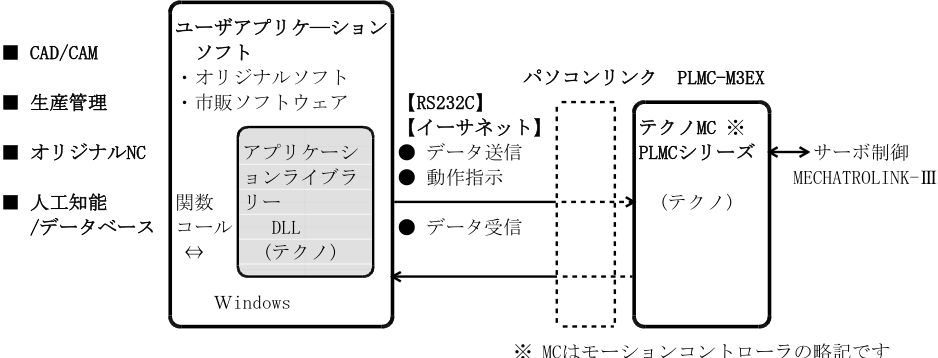 ■ CAD/CAM
■ 生産管理
■ オリジナルNC
■ 人工知能
/データベース
ユーザアプリケーション
ソフト
・オリジナルソフト
・市販ソフトウェア
関数
コール
⇔
アプリケーシ
ョンライブラ
リー
DLL
(テクノ)
Windows
【RS232C】
【イーサネット】
● データ送信
● 動作指示
● データ受信
パソコンリンク PLMC-M3EX
テクノMC ※
PLMCシリーズ
(テクノ)
サーボ制御
MECHATROLINK-Ⅲ
※ MCはモーションコントローラの略記です